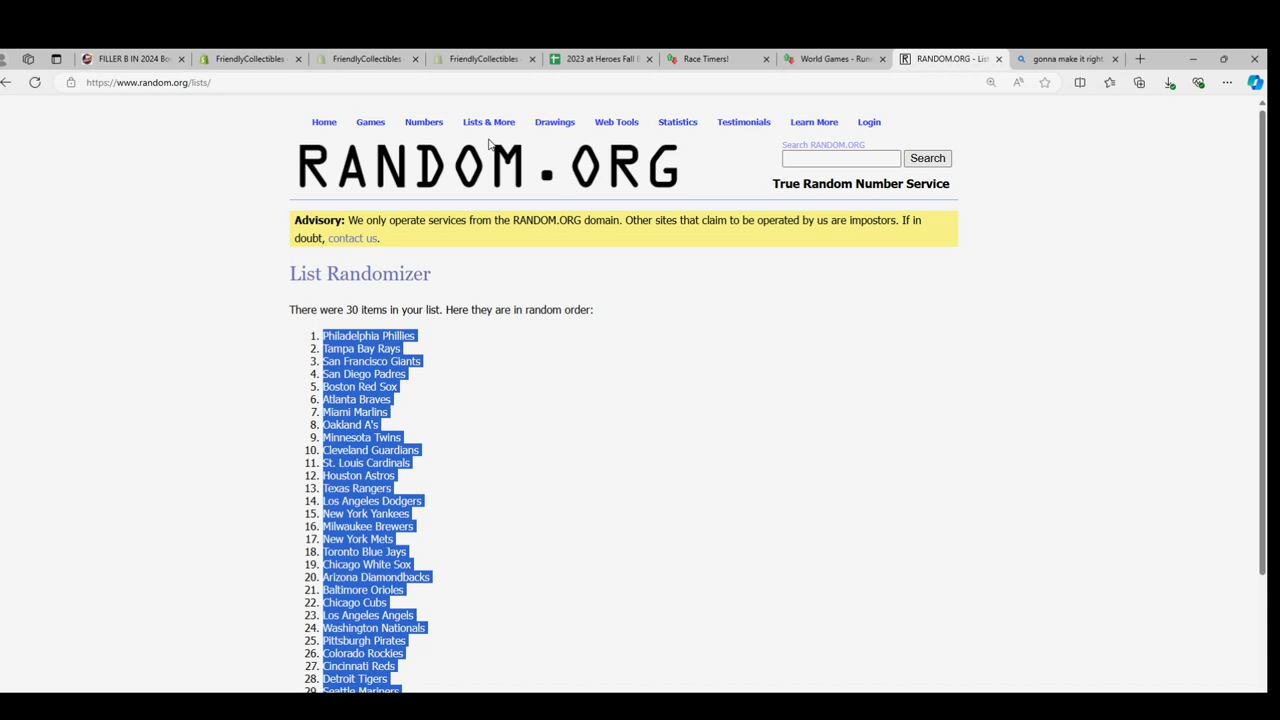 FILLER B IN 2024 Bo
FriendlyCollectibles
FriendlyCollectibles
FriendlyCollectibles
2023 at Heroes Fall E
Race Timers!
World Games - Run
RANDOM.ORG - List
gonna make it right
https://www.random.org/lists/
Home Games Numbers Lists & More Drawings Web Tools Statistics Testimonials Learn More Login
RANDOM.ORG
Search RANDOM.ORG
Search
True Random Number Service
Advisory: We only operate services from the RANDOM.ORG domain. Other sites that claim to be operated by us are impostors. If in
doubt, contact us.
List Randomizer
There were 30 items in your list. Here they are in random order:
1. Philadelphia Phillies
2. Tampa Bay Rays
3. San Francisco Giants
4. San Diego Padres
5. Boston Red Sox
6. Atlanta Braves
7. Miami Marlins
8. Oakland A's
9. Minnesota Twins
10. Cleveland Guardians
11. St. Louis Cardinals
12. Houston Astros
13. Texas Rangers
14. Los Angeles Dodgers
15. New York Yankees
16. Milwaukee Brewers
17. New York Mets
18. Toronto Blue Jays
19. Chicago White Sox
20. Arizona Diamondbacks
21. Baltimore Orioles
22. Chicago Cubs
23. Los Angeles Angels
24. Washington Nationals
25. Pittsburgh Pirates
26. Colorado Rockies
27. Cincinnati Reds
28. Detroit Tigers
29. Seattle Mariners